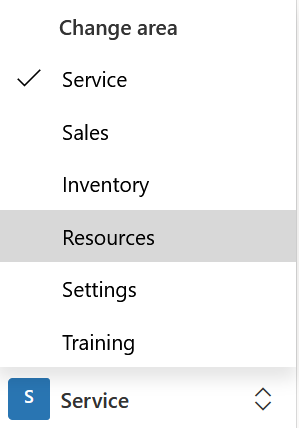 Change area
Service
Sales
Inventory
Resources
Settings
Training
S Service